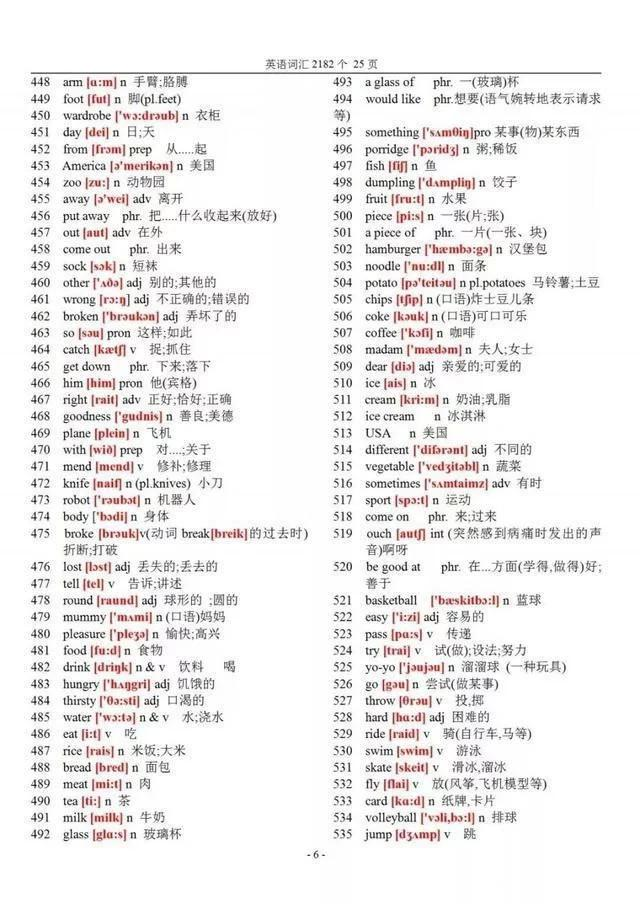 英语词汇 2182 个 25 页
448 arm [ɑ:m] n 手臂;胳膊
449 foot [fut] n 脚(pl.feet)
450 wardrobe ['wɔ:drəub] n 衣柜
451 day [dei] n 日;天
452 from [frəm] prep 从.....起
453 America [ə'merikən] n 美国
454 zoo [zu:] n 动物园
455 away [ə'wei] adv 离开
456 put away phr. 把.....什么收起来(放好)
457 out [aut] adv 在外
458 come out phr. 出来
459 sock [sɔk] n 短袜
460 other ['ʌðə] adj 别的;其他的
461 wrong [rɔ:ŋ] adj 不正确的;错误的
462 broken ['brəukən] adj 弄坏了的
463 so [səu] pron 这样;如此
464 catch [kætʃ] v 捉;抓住
465 get down phr. 下来;落下
466 him [him] pron 他(宾格)
467 right [rait] adv 正好;恰好;正确
468 goodness ['gudnis] n 善良;美德
469 plane [plein] n 飞机
470 with [wið] prep 对....;关于
471 mend [mend] v 修补;修理
472 knife [naif] n (pl.knives) 小刀
473 robot ['rəubət] n 机器人
474 body ['bɔdi] n 身体
475 broke [brəuk]v(动词 break[breik]的过去时)
折断;打破
476 lost [lɔst] adj 丢失的;丢去的
477 tell [tel] v 告诉;讲述
478 round [raund] adj 球形的 ;圆的
479 mummy ['mʌmi] n (口语)妈妈
480 pleasure ['pleʒə] n 愉快;高兴
481 food [fu:d] n 食物
482 drink [driŋk] n & v 饮料 喝
483 hungry ['hʌŋgri] adj 饥饿的
484 thirsty ['θə:sti] adj 口渴的
485 water ['wɔ:tə] n & v 水;浇水
486 eat [i:t] v 吃
487 rice [rais] n 米饭;大米
488 bread [bred] n 面包
489 meat [mi:t] n 肉
490 tea [ti:] n 茶
491 milk [milk] n 牛奶
492 glass [glɑ:s] n 玻璃杯
493 a glass of phr. 一(玻璃)杯
494 would like phr.想要(语气婉转地表示请求
等)
495 something ['sʌmθiŋ]pro 某事(物)某东西
496 porridge ['pɔridʒ] n 粥;稀饭
497 fish [fiʃ] n 鱼
498 dumpling ['dʌmpliŋ] n 饺子
499 fruit [fru:t] n 水果
500 piece [pi:s] n 一张(片;张)
501 a piece of phr. 一片(一张、块)
502 hamburger ['hæmbə:gə] n 汉堡包
503 noodle ['nu:dl] n 面条
504 potato [pə'teitəu] n pl.potatoes 马铃薯;土豆
505 chips [tʃip] n (口语)炸土豆儿条
506 coke [kəuk] n (口语)可口可乐
507 coffee ['kɔfi] n 咖啡
508 madam ['mædəm] n 夫人;女士
509 dear [diə] adj 亲爱的;可爱的
510 ice [ais] n 冰
511 cream [kri:m] n 奶油;乳脂
512 ice cream n 冰淇淋
513 USA n 美国
514 different ['difərənt] adj 不同的
515 vegetable ['vedʒitəbl] n 蔬菜
516 sometimes ['sʌmtaimz] adv 有时
517 sport [spɔ:t] n 运动
518 come on phr. 来;过来
519 ouch [autʃ] int (突然感到病痛时发出的声
音)啊呀
520 be good at phr. 在...方面(学得,做得)好;
善于
521 basketball ['bæskitbɔ:l] n 蓝球
522 easy ['i:zi] adj 容易的
523 pass [pɑ:s] v 传递
524 try [trai] v 试(做);设法;努力
525 yo-yo ['jəujəu] n 溜溜球 (一种玩具)
526 go [gəu] n 尝试(做某事)
527 throw [θrəu] v 投,掷
528 hard [hɑ:d] adj 困难的
529 ride [raid] v 骑(自行车,马等)
530 swim [swim] v 游泳
531 skate [skeit] v 滑冰,溜冰
532 fly [flai] v 放(风筝,飞机模型等)
533 card [kɑ:d] n 纸牌,卡片
534 volleyball ['vɔli,bɔ:l] n 排球
535 jump [dʒʌmp] v 跳
- 6 -